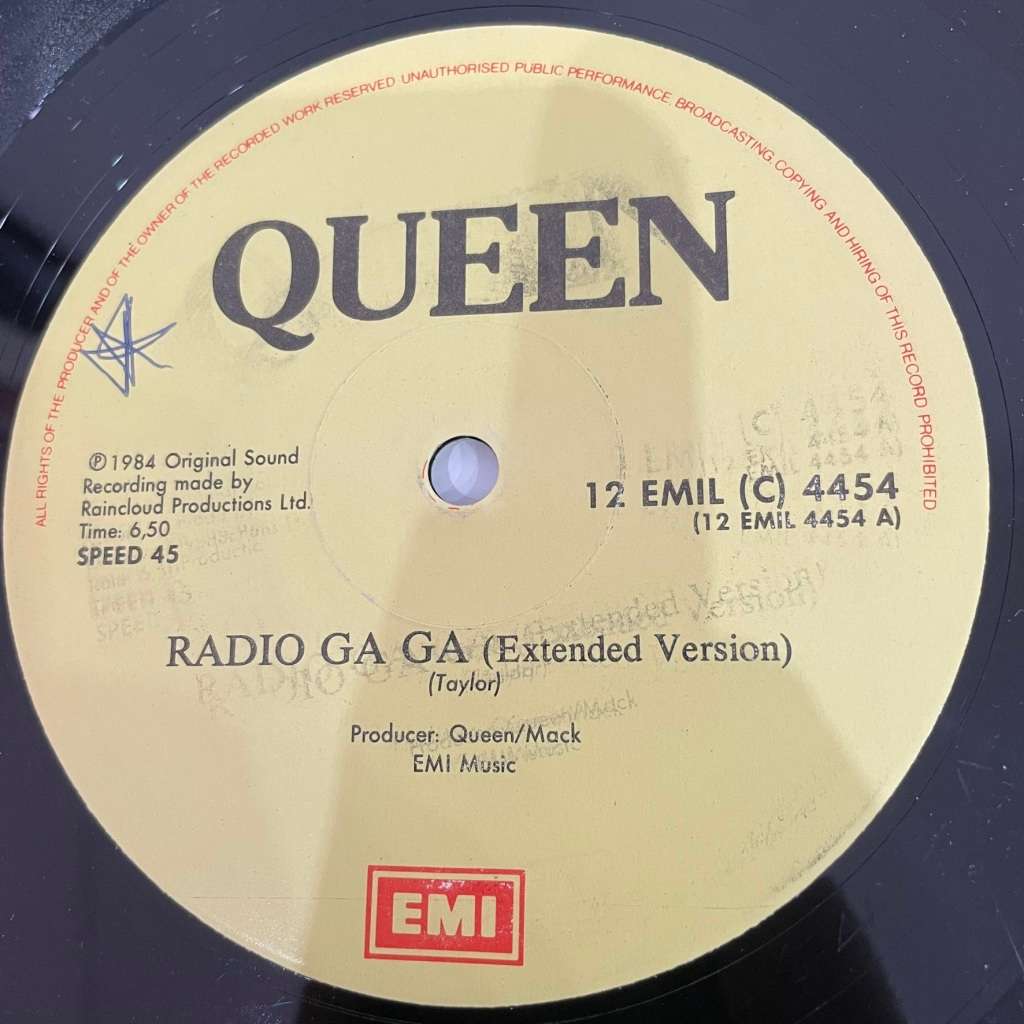 ALL RIGHTS OF THE PRODUCER AND OF THE OWNER OF THE RECORDED WORK RESERVED UNAUTHORISED PUBLIC PERFORMANCE, BROADCASTING, COPYING AND HIRING OF THIS RECORD PROHIBITED
QUEEN
℗ 1984 Original Sound
Recording made by
Raincloud Productions Ltd.
Time: 6,50
SPEED 45
12 EMIL (C) 4454
(12 EMIL 4454 A)
RADIO GA GA (Extended Version)
(Taylor)
Producer: Queen/Mack
EMI Music
EMI